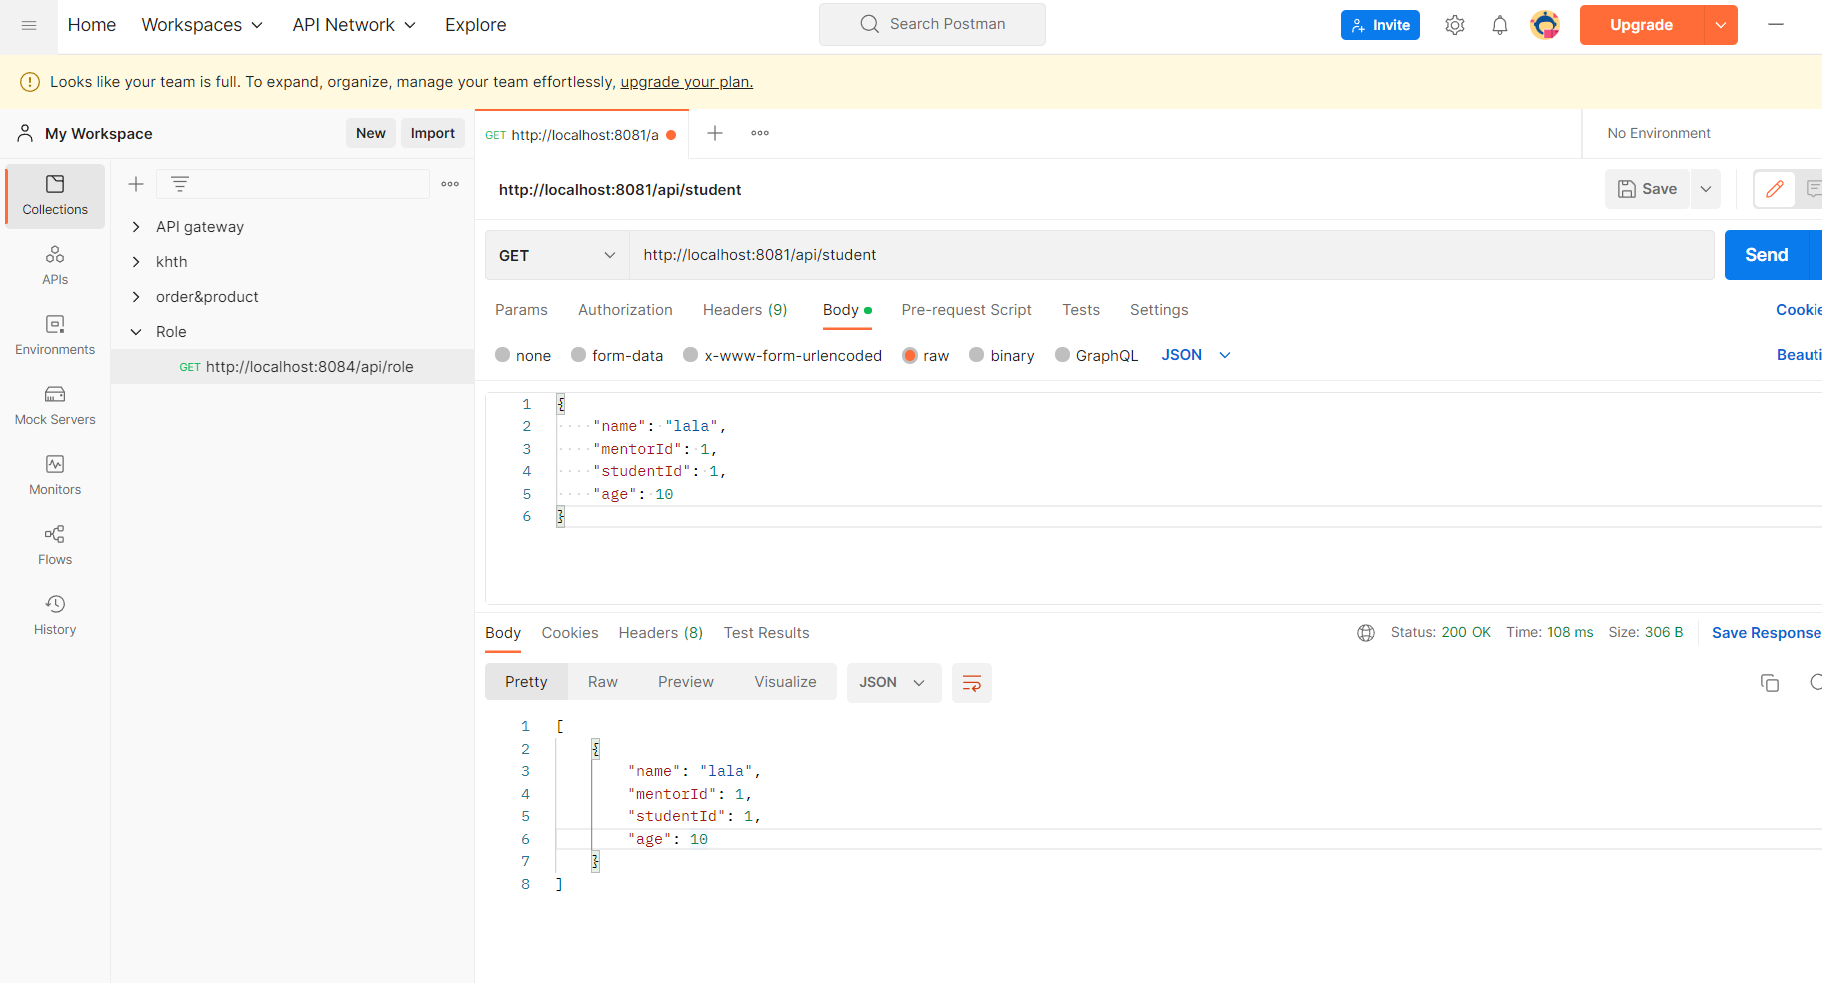 Home Workspaces API Network Explore Search Postman Invite Upgrade
Looks like your team is full. To expand, organize, manage your team effortlessly, upgrade your plan.
My Workspace New Import
GET http://localhost:8081/a
No Environment
Collections
APIs
Environments
Mock Servers
Monitors
Flows
History
API gateway
khth
order&product
Role
GET http://localhost:8084/api/role
http://localhost:8081/api/student Save
GET http://localhost:8081/api/student Send
Params Authorization Headers (9) Body Pre-request Script Tests Settings Cookie
none form-data x-www-form-urlencoded raw binary GraphQL JSON Beauti
1 {
2 "name": "lala",
3 "mentorId": 1,
4 "studentId": 1,
5 "age": 10
6 }
Body Cookies Headers (8) Test Results Status: 200 OK Time: 108 ms Size: 306 B Save Response
Pretty Raw Preview Visualize JSON
1 [
2 {
3 "name": "lala",
4 "mentorId": 1,
5 "studentId": 1,
6 "age": 10
7 }
8 ]